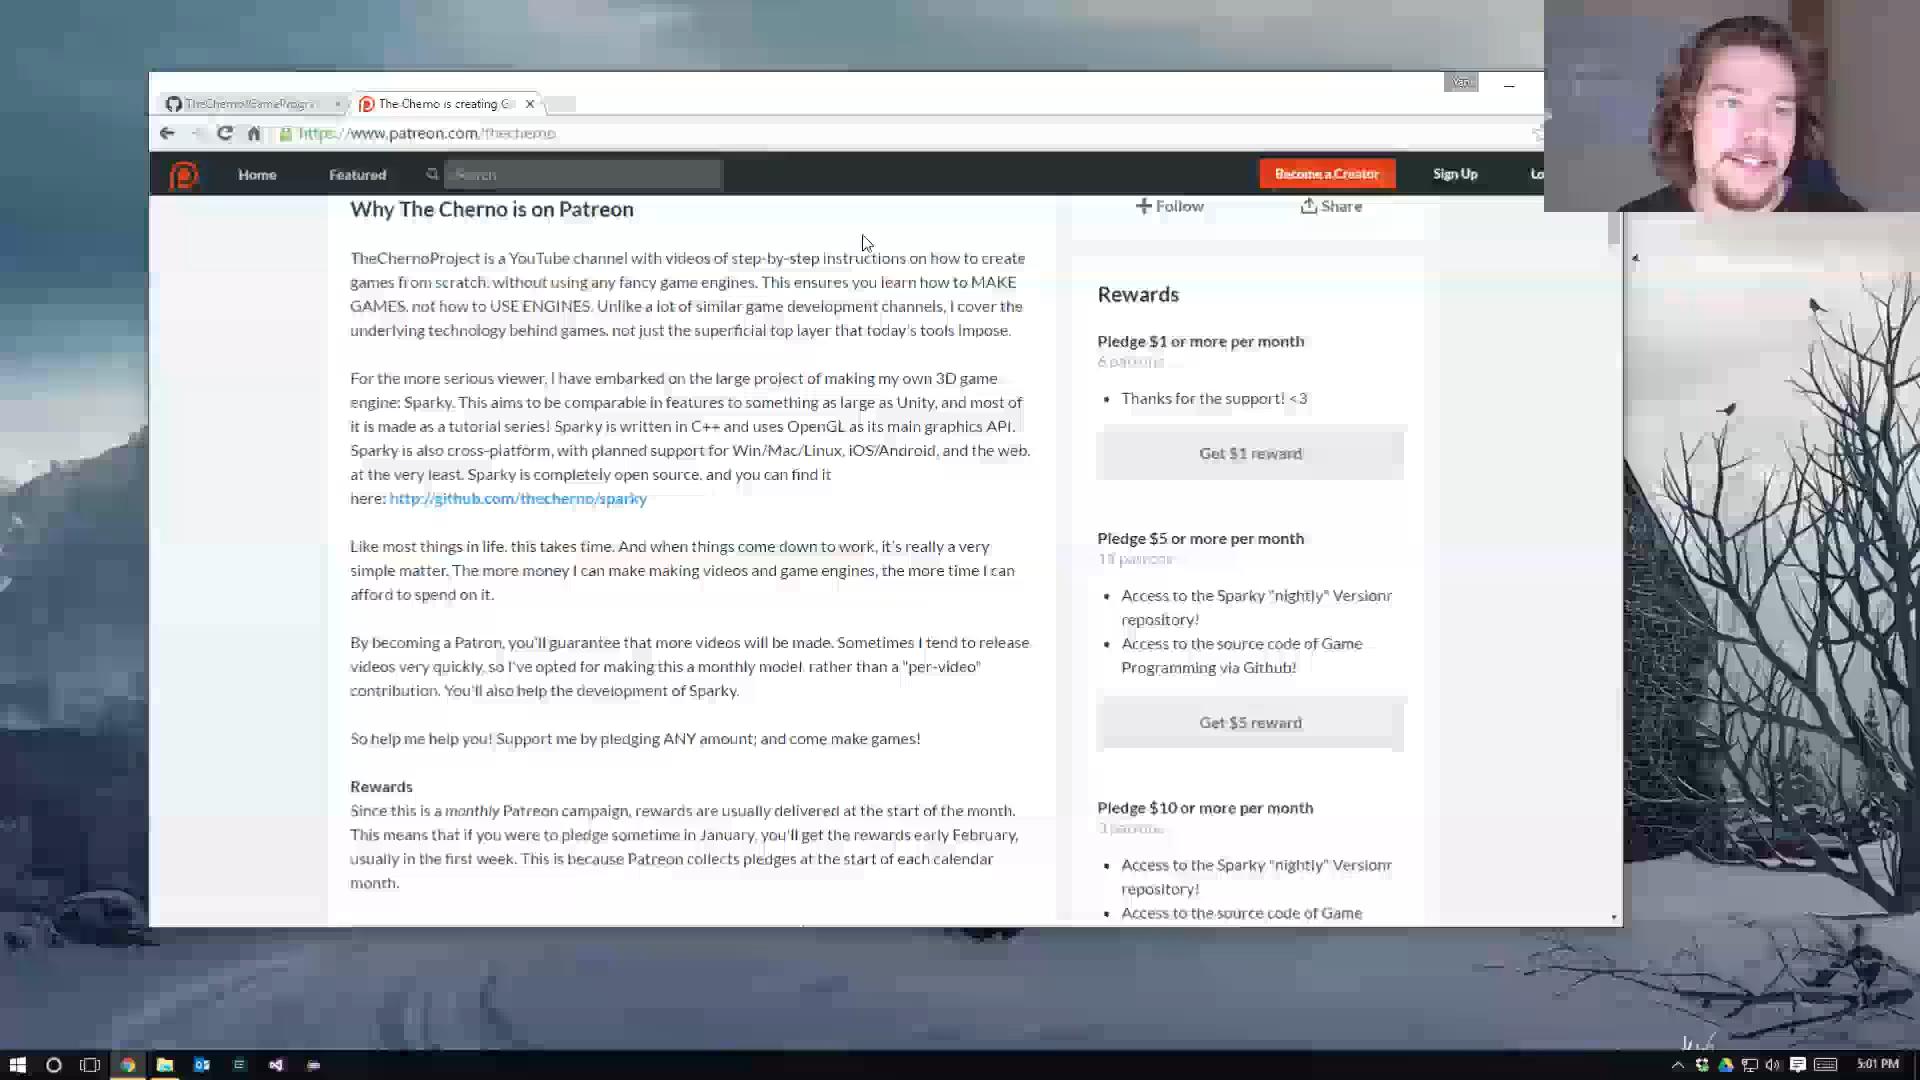 Yan
The Cherno is creating G
https://www.patreon.com/thecherno
Home
Featured
Search
Become a Creator
Sign Up
Lo
Why The Cherno is on Patreon
Follow
Share
TheChernoProject is a YouTube channel with videos of step-by-step instructions on how to create
games from scratch, without using any fancy game engines. This ensures you learn how to MAKE
GAMES, not how to USE ENGINES. Unlike a lot of similar game development channels, I cover the
underlying technology behind games, not just the superficial top layer that today's tools impose.
For the more serious viewer, I have embarked on the large project of making my own 3D game
engine: Sparky. This aims to be comparable in features to something as large as Unity, and most of
it is made as a tutorial series! Sparky is written in C++ and uses OpenGL as its main graphics API.
Sparky is also cross-platform, with planned support for Win/Mac/Linux, iOS/Android, and the web,
at the very least. Sparky is completely open source, and you can find it
here: http://github.com/thecherno/sparky
Like most things in life, this takes time. And when things come down to work, it's really a very
simple matter. The more money I can make making videos and game engines, the more time I can
afford to spend on it.
By becoming a Patron, you'll guarantee that more videos will be made. Sometimes I tend to release
videos very quickly, so I've opted for making this a monthly model, rather than a "per-video"
contribution. You'll also help the development of Sparky.
So help me help you! Support me by pledging ANY amount; and come make games!
Rewards
Since this is a monthly Patreon campaign, rewards are usually delivered at the start of the month.
This means that if you were to pledge sometime in January, you'll get the rewards early February,
usually in the first week. This is because Patreon collects pledges at the start of each calendar
month.
Rewards
Pledge $1 or more per month
6 patrons
Thanks for the support! <3
Get $1 reward
Pledge $5 or more per month
patrons
Access to the Sparky "nightly" Versionr
repository!
Access to the source code of Game
Programming via Github!
Get $5 reward
Pledge $10 or more per month
patrons
Access to the Sparky "nightly" Versionr
repository!
Access to the source code of Game
5:01 PM